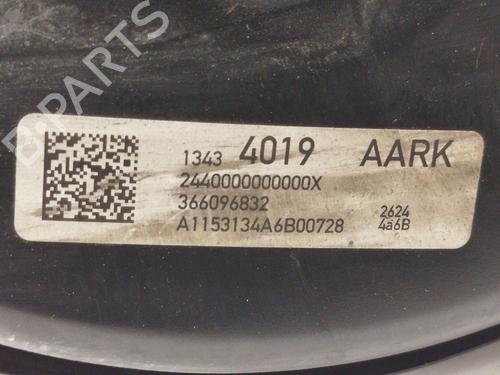 B-PARTS
1343 4019 AARK
2440000000000X
366096832
A1153134A6B00728
2624
4a6B